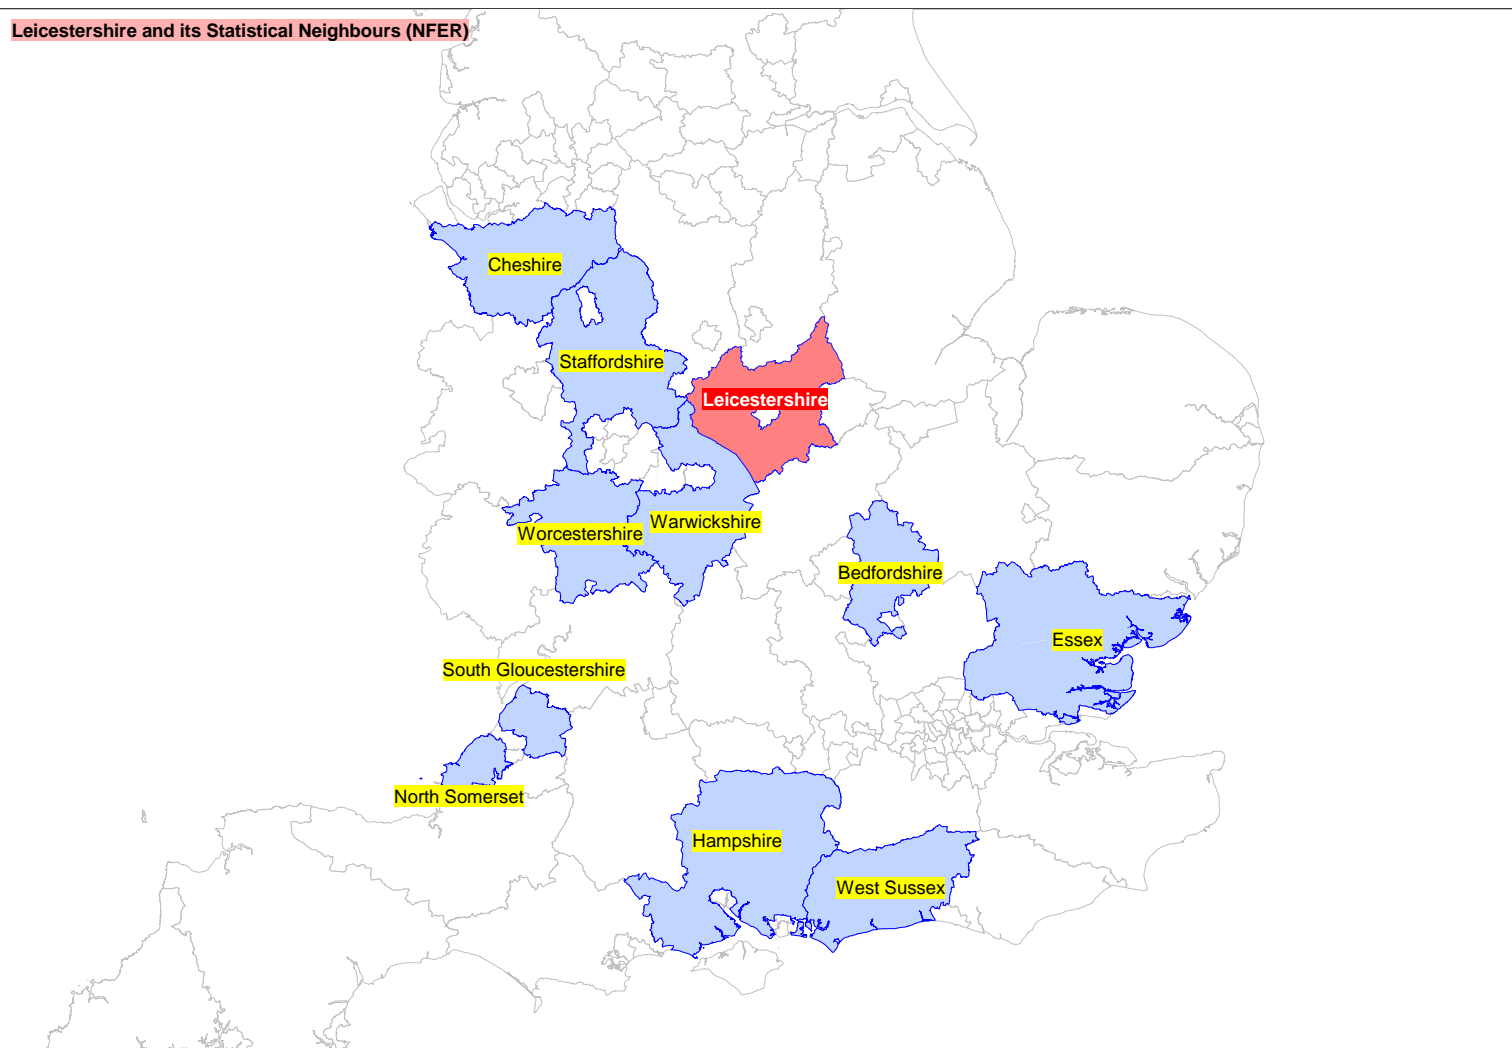 Leicestershire and its Statistical Neighbours (NFER)
Cheshire
Staffordshire
Leicestershire
Warwickshire
Worcestershire
Bedfordshire
Essex
South Gloucestershire
North Somerset
Hampshire
West Sussex